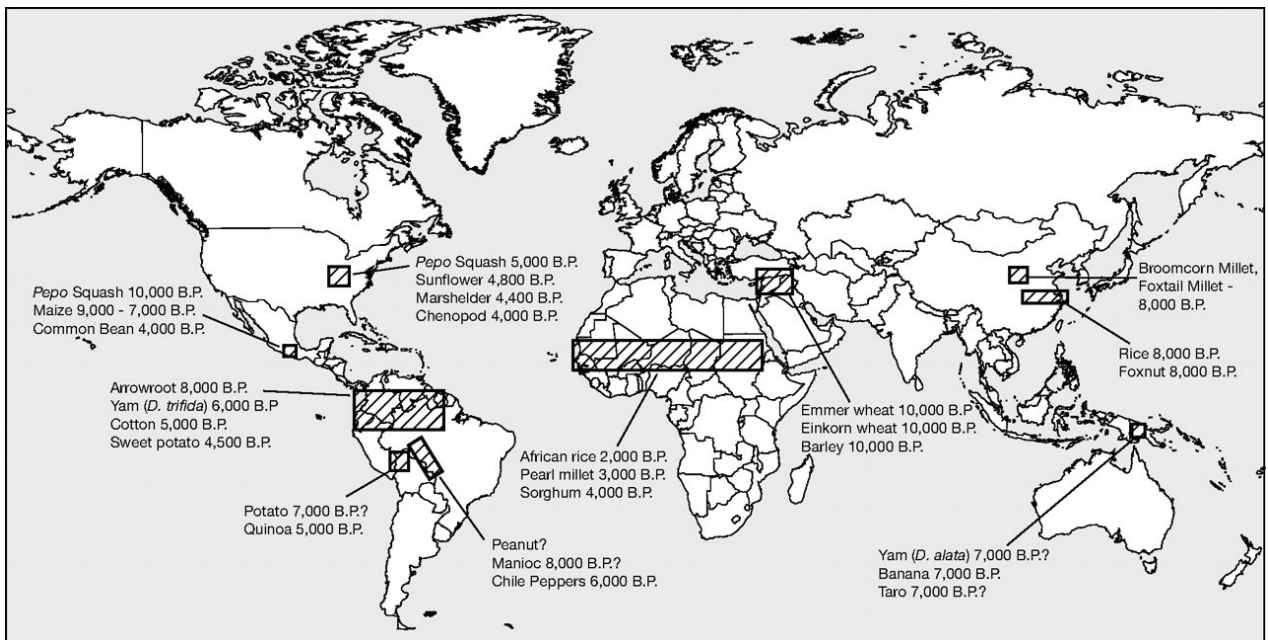 Pepo Squash 5,000 B.P.
Sunflower 4,800 B.P.
Marshelder 4,400 B.P.
Chenopod 4,000 B.P.
Pepo Squash 10,000 B.P.
Maize 9,000 - 7,000 B.P.
Common Bean 4,000 B.P.
Broomcorn Millet,
Foxtail Millet -
8,000 B.P.
Rice 8,000 B.P.
Foxnut 8,000 B.P.
Arrowroot 8,000 B.P.
Yam (D. trifida) 6,000 B.P
Cotton 5,000 B.P.
Sweet potato 4,500 B.P.
Emmer wheat 10,000 B.P
Einkorn wheat 10,000 B.P.
Barley 10,000 B.P.
African rice 2,000 B.P.
Pearl millet 3,000 B.P.
Sorghum 4,000 B.P.
Potato 7,000 B.P.?
Quinoa 5,000 B.P.
Peanut?
Manioc 8,000 B.P.?
Chile Peppers 6,000 B.P.
Yam (D. alata) 7,000 B.P.?
Banana 7,000 B.P.
Taro 7,000 B.P.?